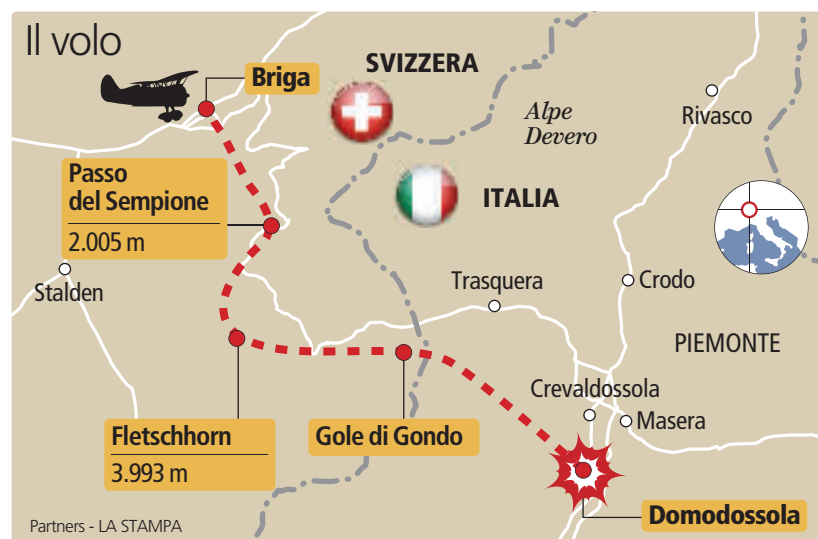 Il volo
Briga
SVIZZERA
Alpe
Devero
Rivasco
Passo
del Sempione
2.005 m
ITALIA
Stalden
Trasquera
Crodo
PIEMONTE
Crevaldossola
Masera
Fletschhorn
3.993 m
Gole di Gondo
Domodossola
Partners - LA STAMPA